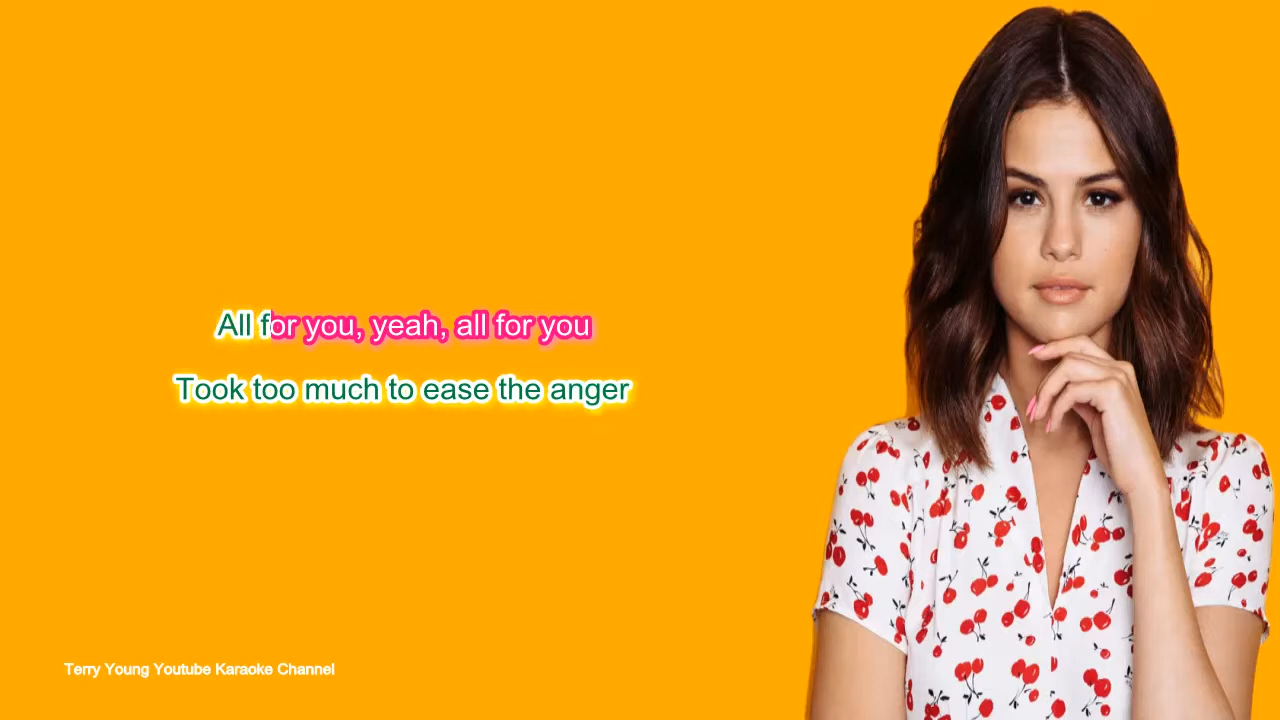 All for you, yeah, all for you
Took too much to ease the anger
Terry Young Youtube Karaoke Channel